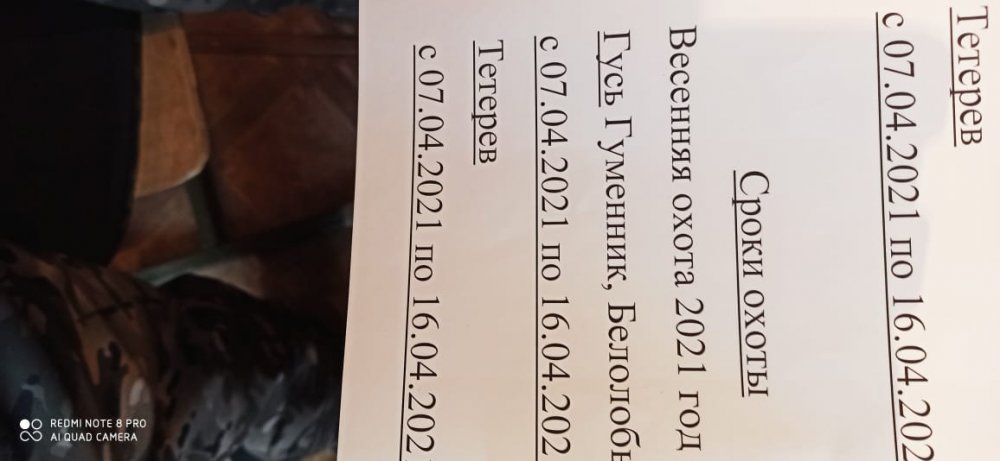 Тетерев
с 07.04.2021 по 16.04.202
Сроки охоты
Весенняя охота 2021 год
Гусь Гуменник, Белолоб
с 07.04.2021 по 16.04.202
Тетерев
с 07.04.2021 по 16.04.202
REDMI NOTE 8 PRO
AI QUAD CAMERA